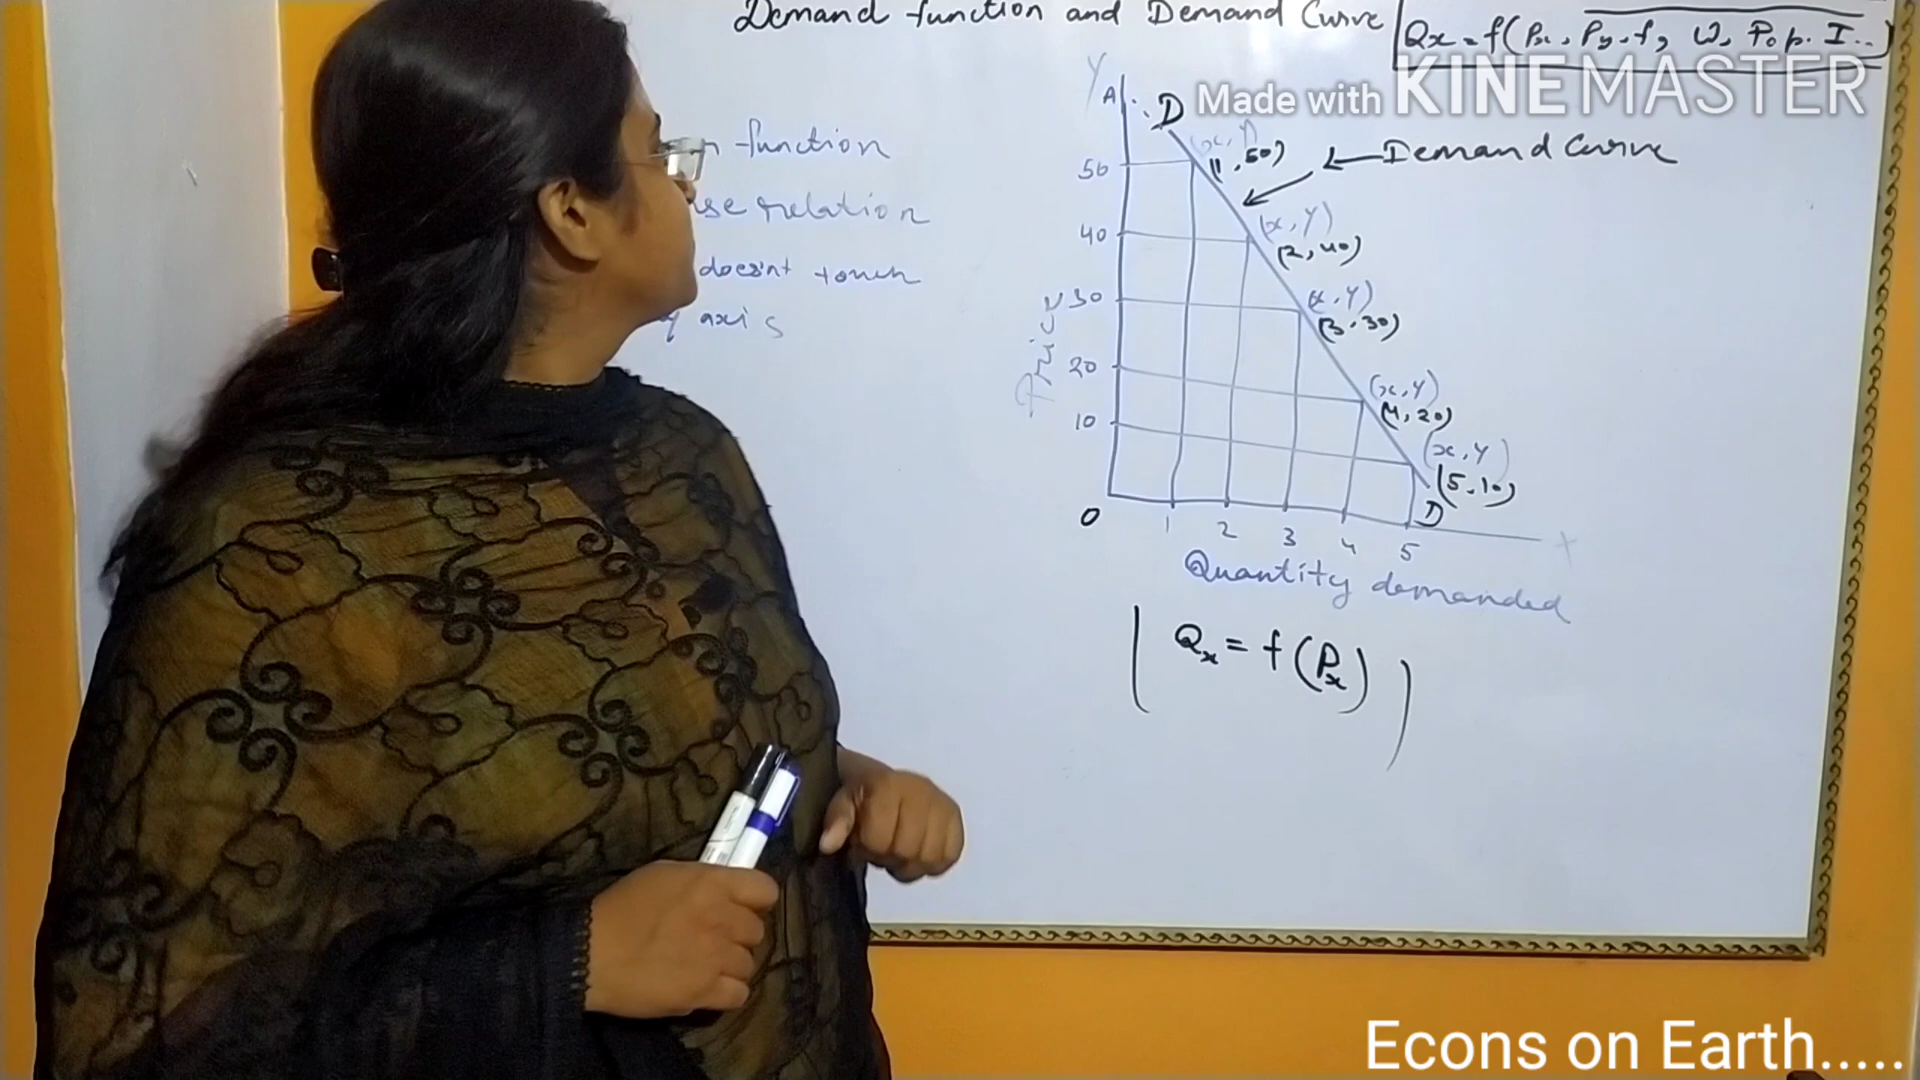 Demand function and Demand Curve
Qx = f(Px, Py, f, W, Pop. I..)
Made with KINEMASTER
function
relation
doesn't touch
axis
Y
A
D
(x, Y)
(1, 50)
← Demand Curve
50
(x, Y)
(2, 40)
40
(x, Y)
(3, 30)
30
Price
(x, Y)
(4, 20)
20
(x, Y)
(5, 10)
10
D
0
1 2 3 4 5
X
Quantity demanded
Qx = f(Px)
Econs on Earth.....